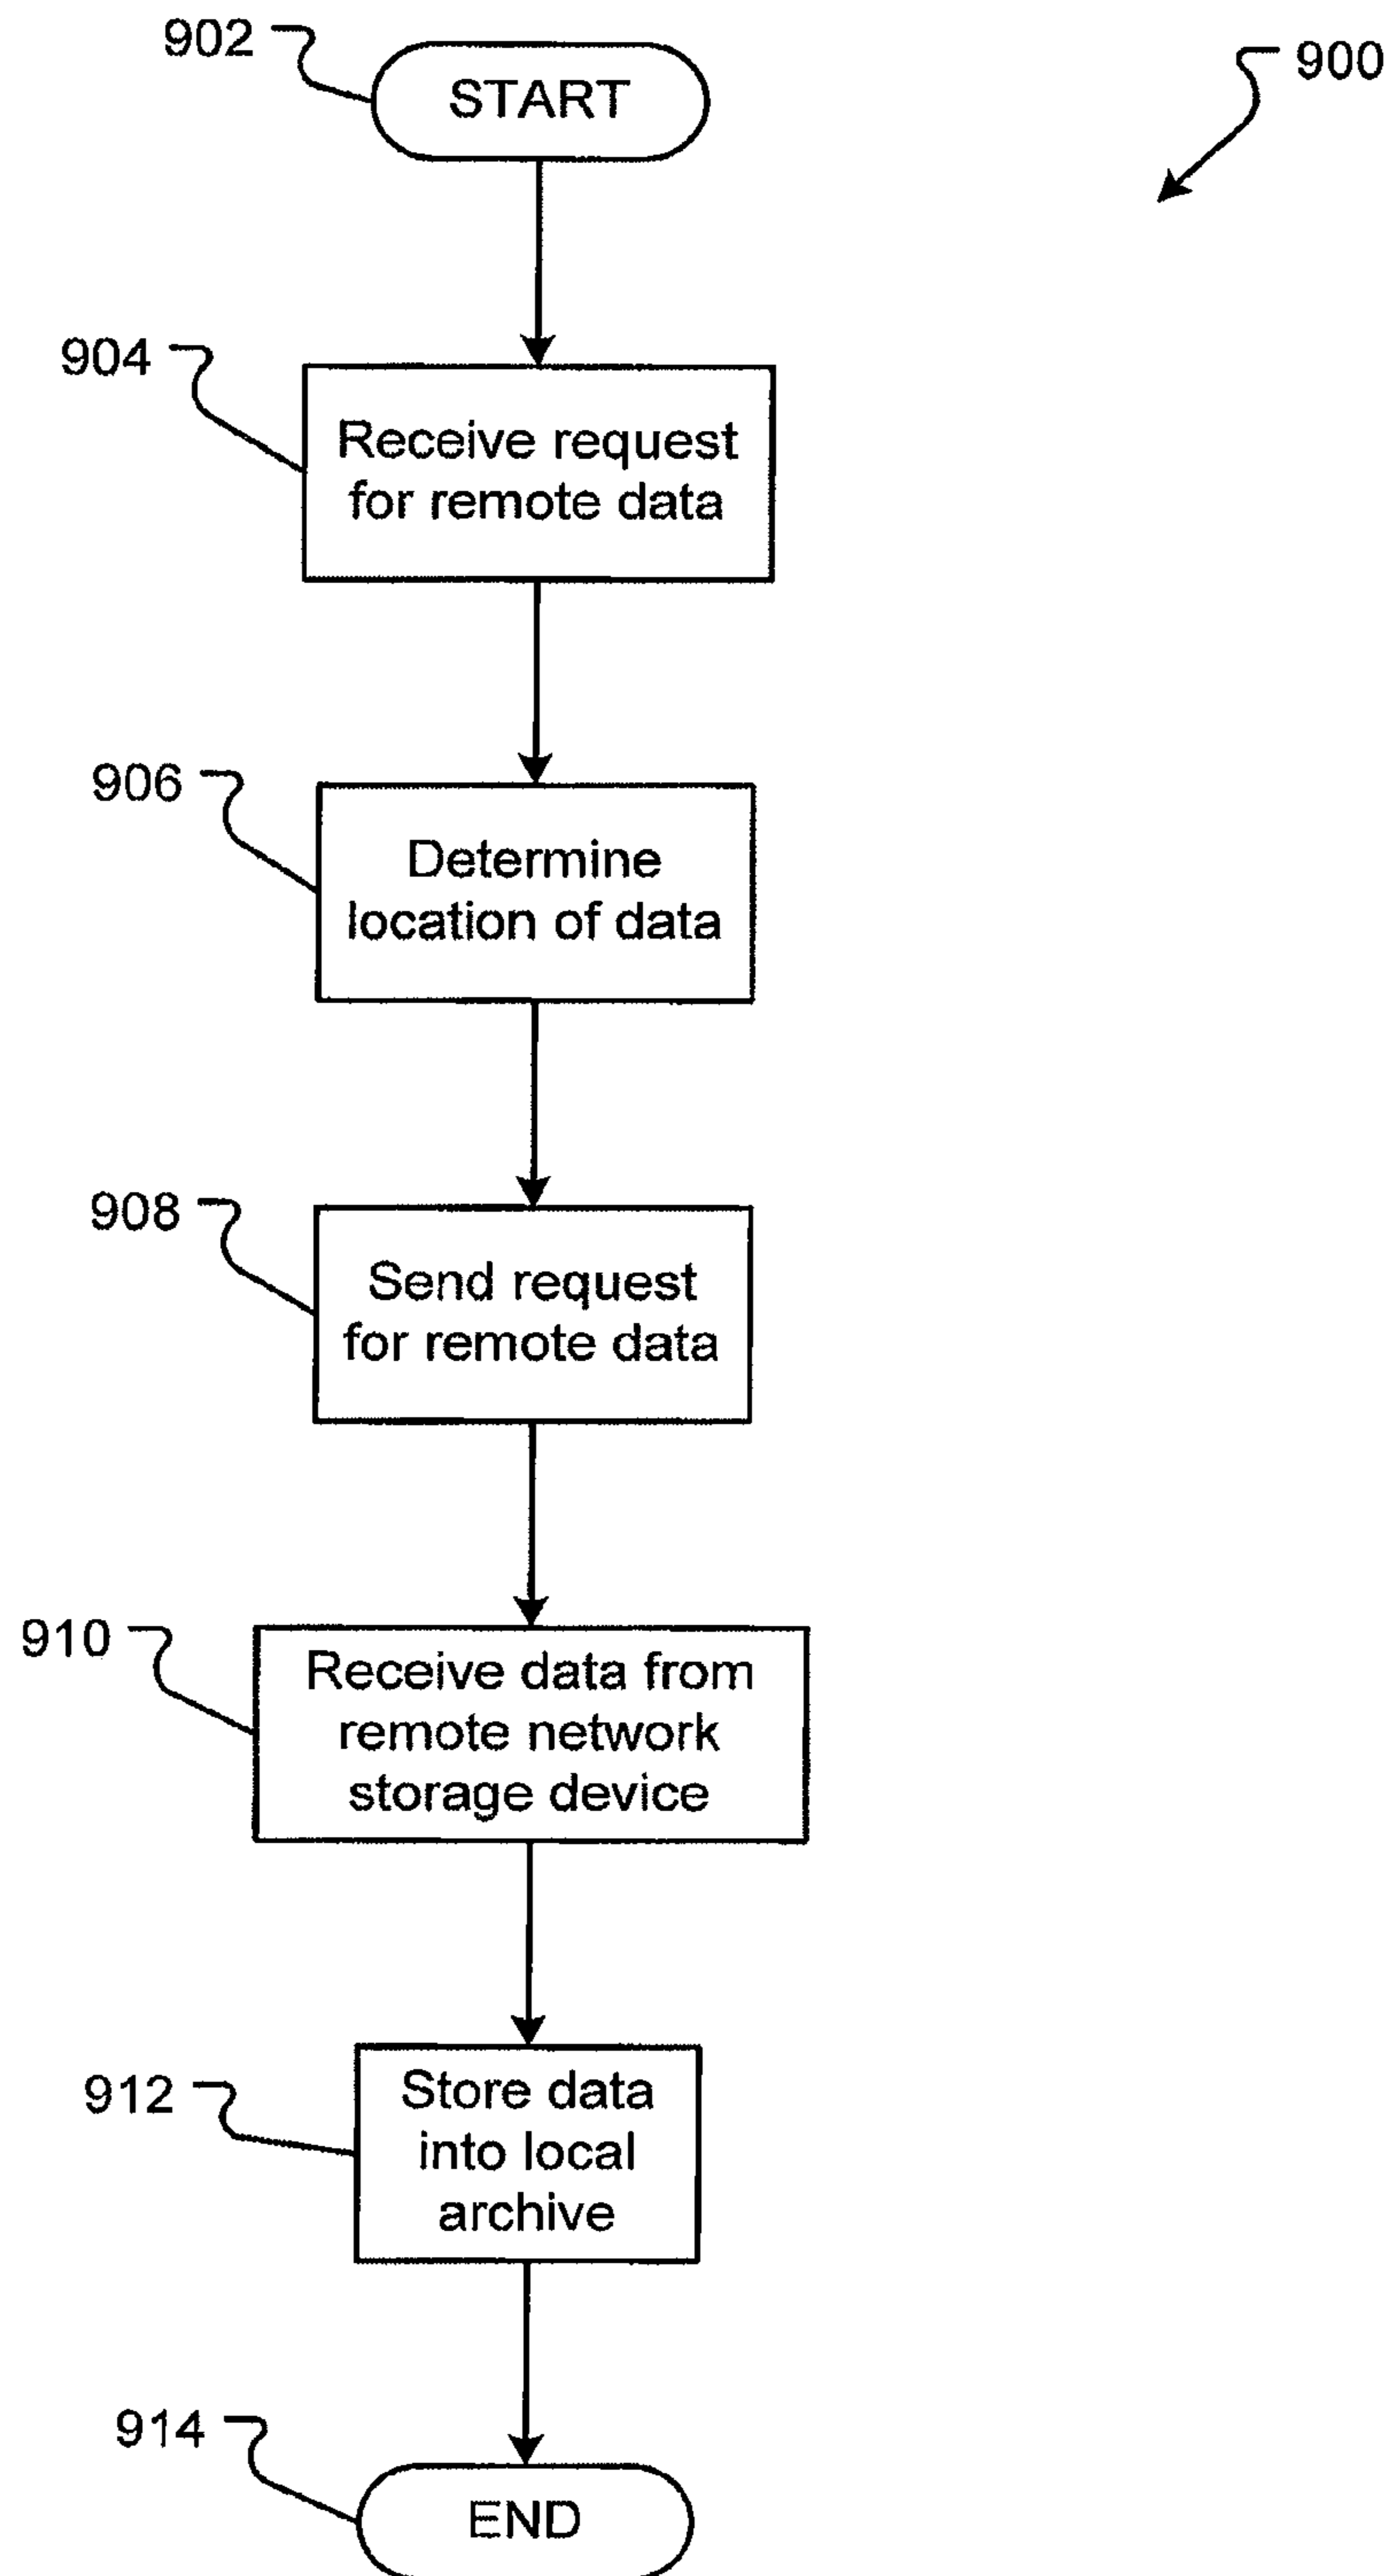 902
START
900
904
Receive request
for remote data
906
Determine
location of data
908
Send request
for remote data
910
Receive data from
remote network
storage device
912
Store data
into local
archive
914
END